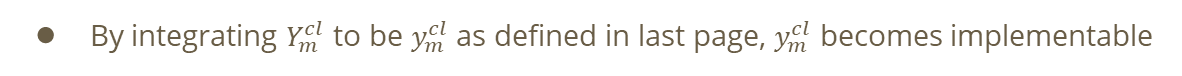 ● By integrating $Y_m^{cl}$ to be $y_m^{cl}$ as defined in last page, $y_m^{cl}$ becomes implementable